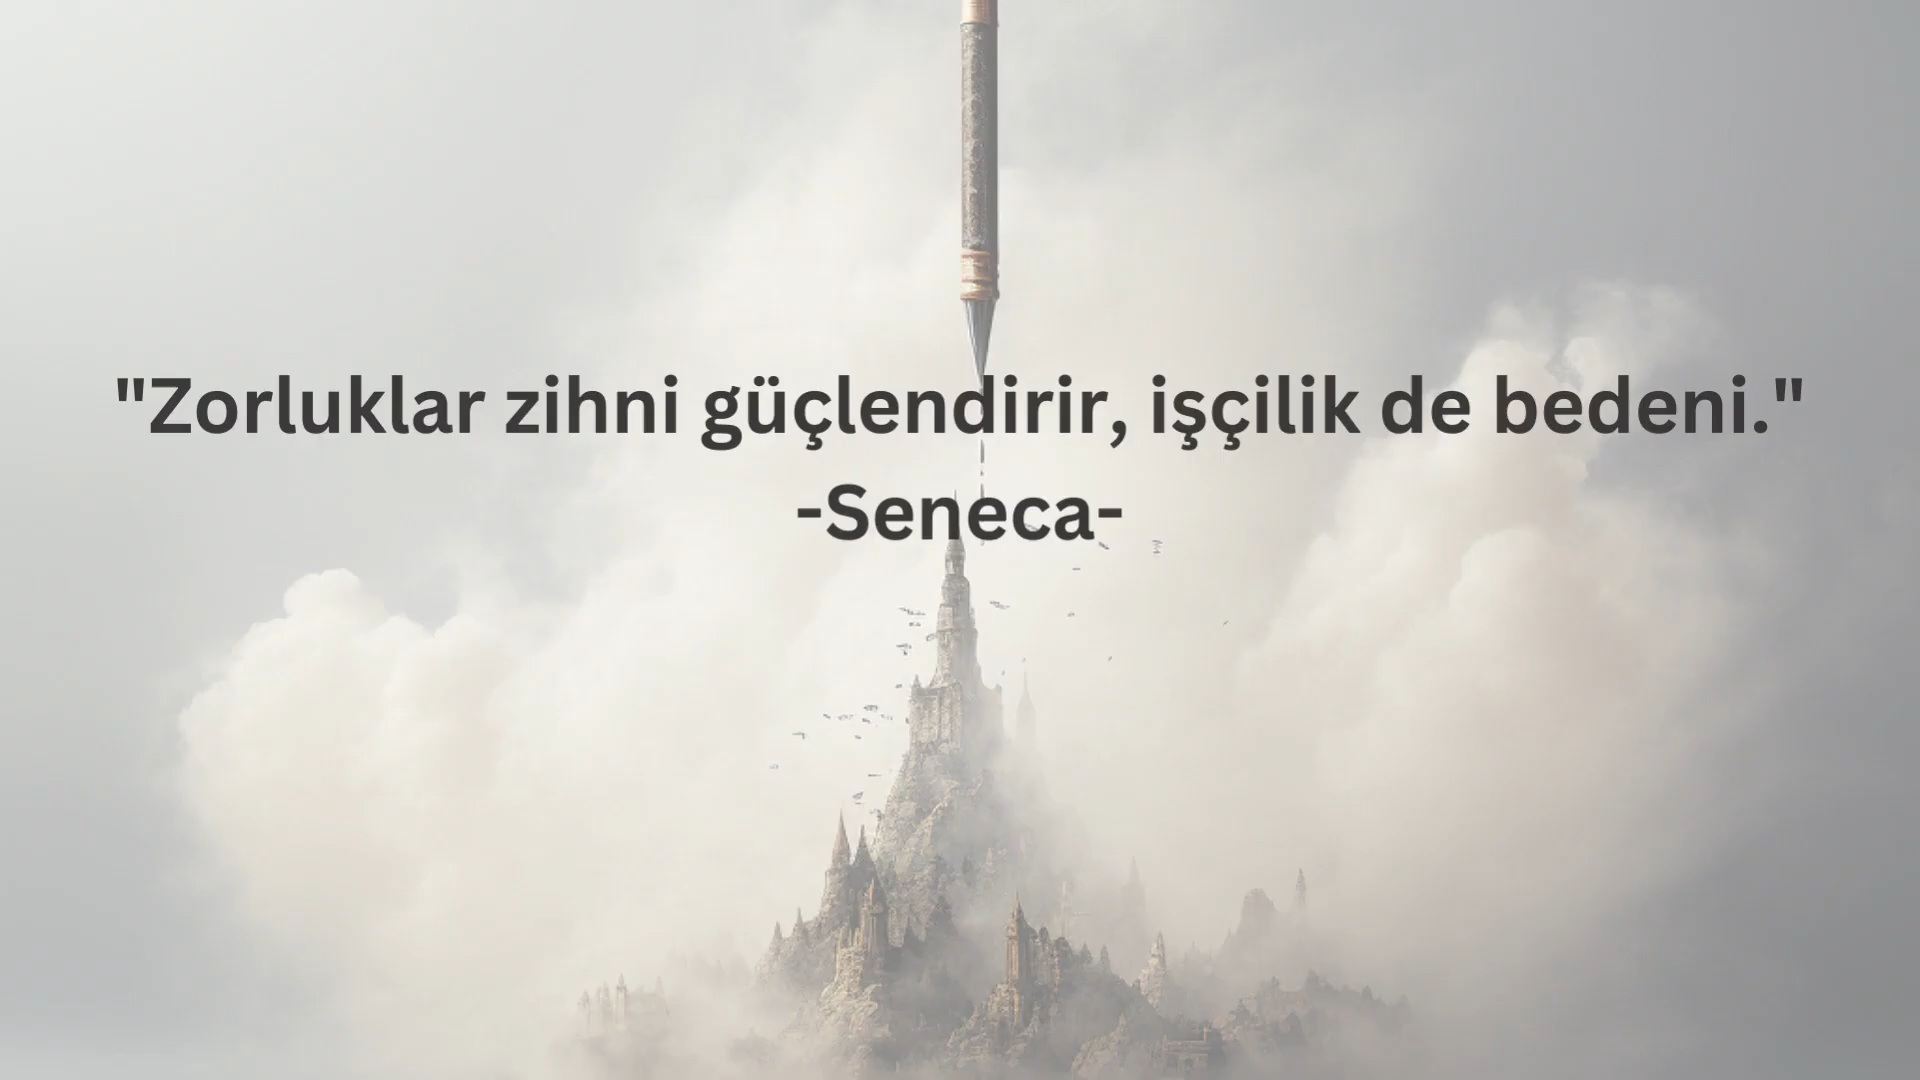 "Zorluklar zihni güçlendirir, işçilik de bedeni."
-Seneca-